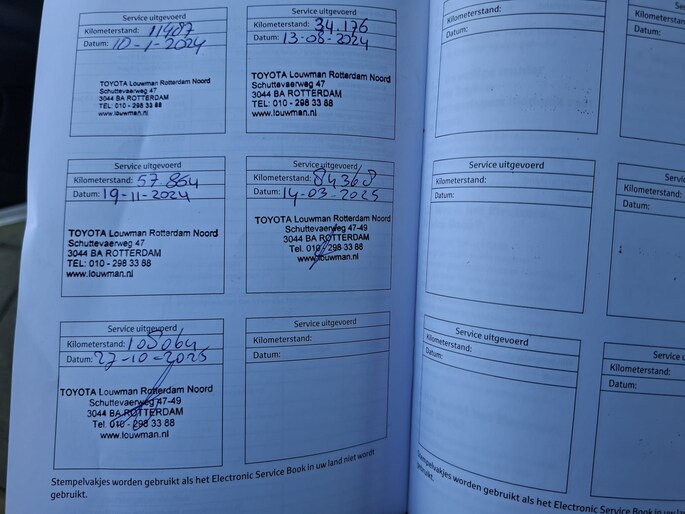 Service uitgevoerd
Kilometerstand: 11407
Datum: 10-1-2024
TOYOTA Louwman Rotterdam Noord
Schuttevaerweg 47
3044 BA ROTTERDAM
TEL: 010 - 298 33 88
www.louwman.nl
Service uitgevoerd
Kilometerstand: 34.176
Datum: 13-08-2024
TOYOTA Louwman Rotterdam Noord
Schuttevaerweg 47
3044 BA ROTTERDAM
TEL: 010 - 298 33 88
www.louwman.nl
Service uitgevoerd
Kilometerstand: 57.864
Datum: 19-11-2024
TOYOTA Louwman Rotterdam Noord
Schuttevaerweg 47
3044 BA ROTTERDAM
TEL: 010 - 298 33 88
www.louwman.nl
Service uitgevoerd
Kilometerstand: 84368
Datum: 14-03-2025
TOYOTA Louwman Rotterdam Noord
Schuttevaerweg 47-49
3044 BA ROTTERDAM
Tel. 010 - 298 33 88
www.louwman.nl
Service uitgevoerd
Kilometerstand: 108064
Datum: 27-10-2025
TOYOTA Louwman Rotterdam Noord
Schuttevaerweg 47-49
3044 BA ROTTERDAM
Tel. 010 - 298 33 88
www.louwman.nl
Service uitgevoerd
Kilometerstand:
Datum:
Stempelvakjes worden gebruikt als het Electronic Service Book in uw land niet wordt
gebruikt.
Kilometerstand:
Datum:
Kilometerstand:
Datum:
Service uitgevoerd
Kilometerstand:
Datum:
Service
Kilometerstand:
Datum:
Service uitgevoerd
Kilometerstand:
Datum:
Service
Kilometerstand:
Datum:
Stempelvakjes worden gebruikt als het Electronic Service Book in uw land
gebruikt.